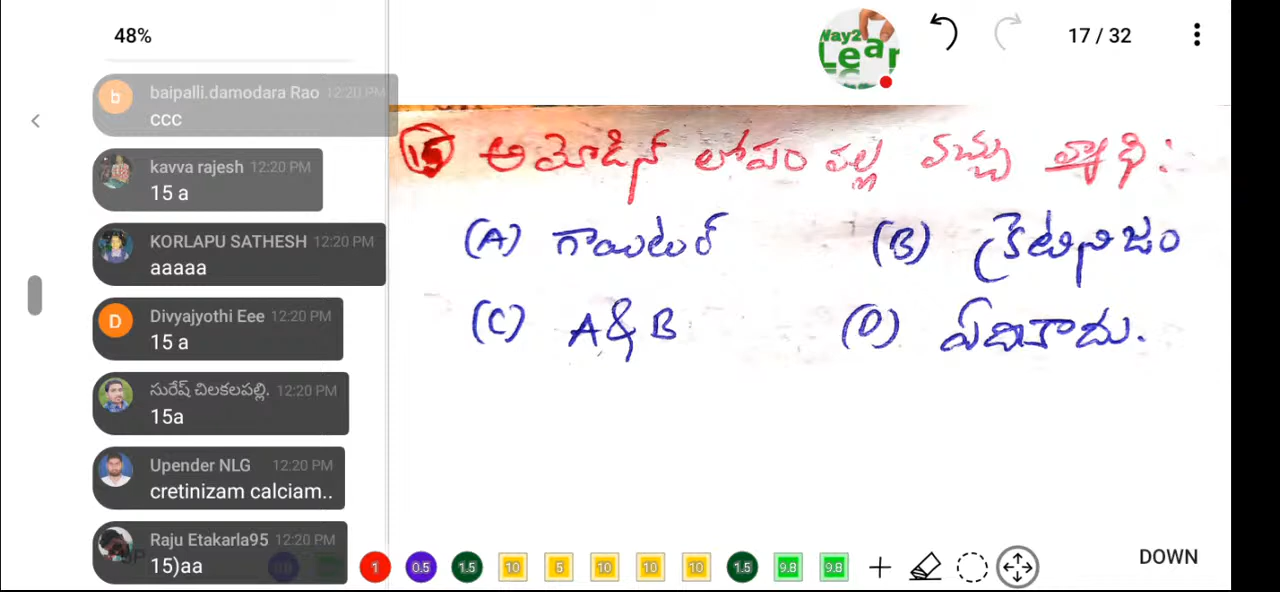 48%
Way2
Lear
17 / 32
baipalli.damodara Rao 12:20 PM
ccc
kavva rajesh 12:20 PM
15 a
KORLAPU SATHESH 12:20 PM
aaaaa
Divyajyothi Eee 12:20 PM
15 a
సురేష్ చిలకలపల్లి. 12:20 PM
15a
Upender NLG 12:20 PM
cretinizam calciam..
Raju Etakarla95 12:20 PM
15)aa
15 అమోడిన్ లోపం వల్ల వచ్చు వ్యాధి :
(A) గాయిటర్ (B) క్రెటినిజం
(C) A & B (D) ఏదికాదు.
1 0.5 1.5 10 5 10 10 10 1.5 9.8 9.8
DOWN